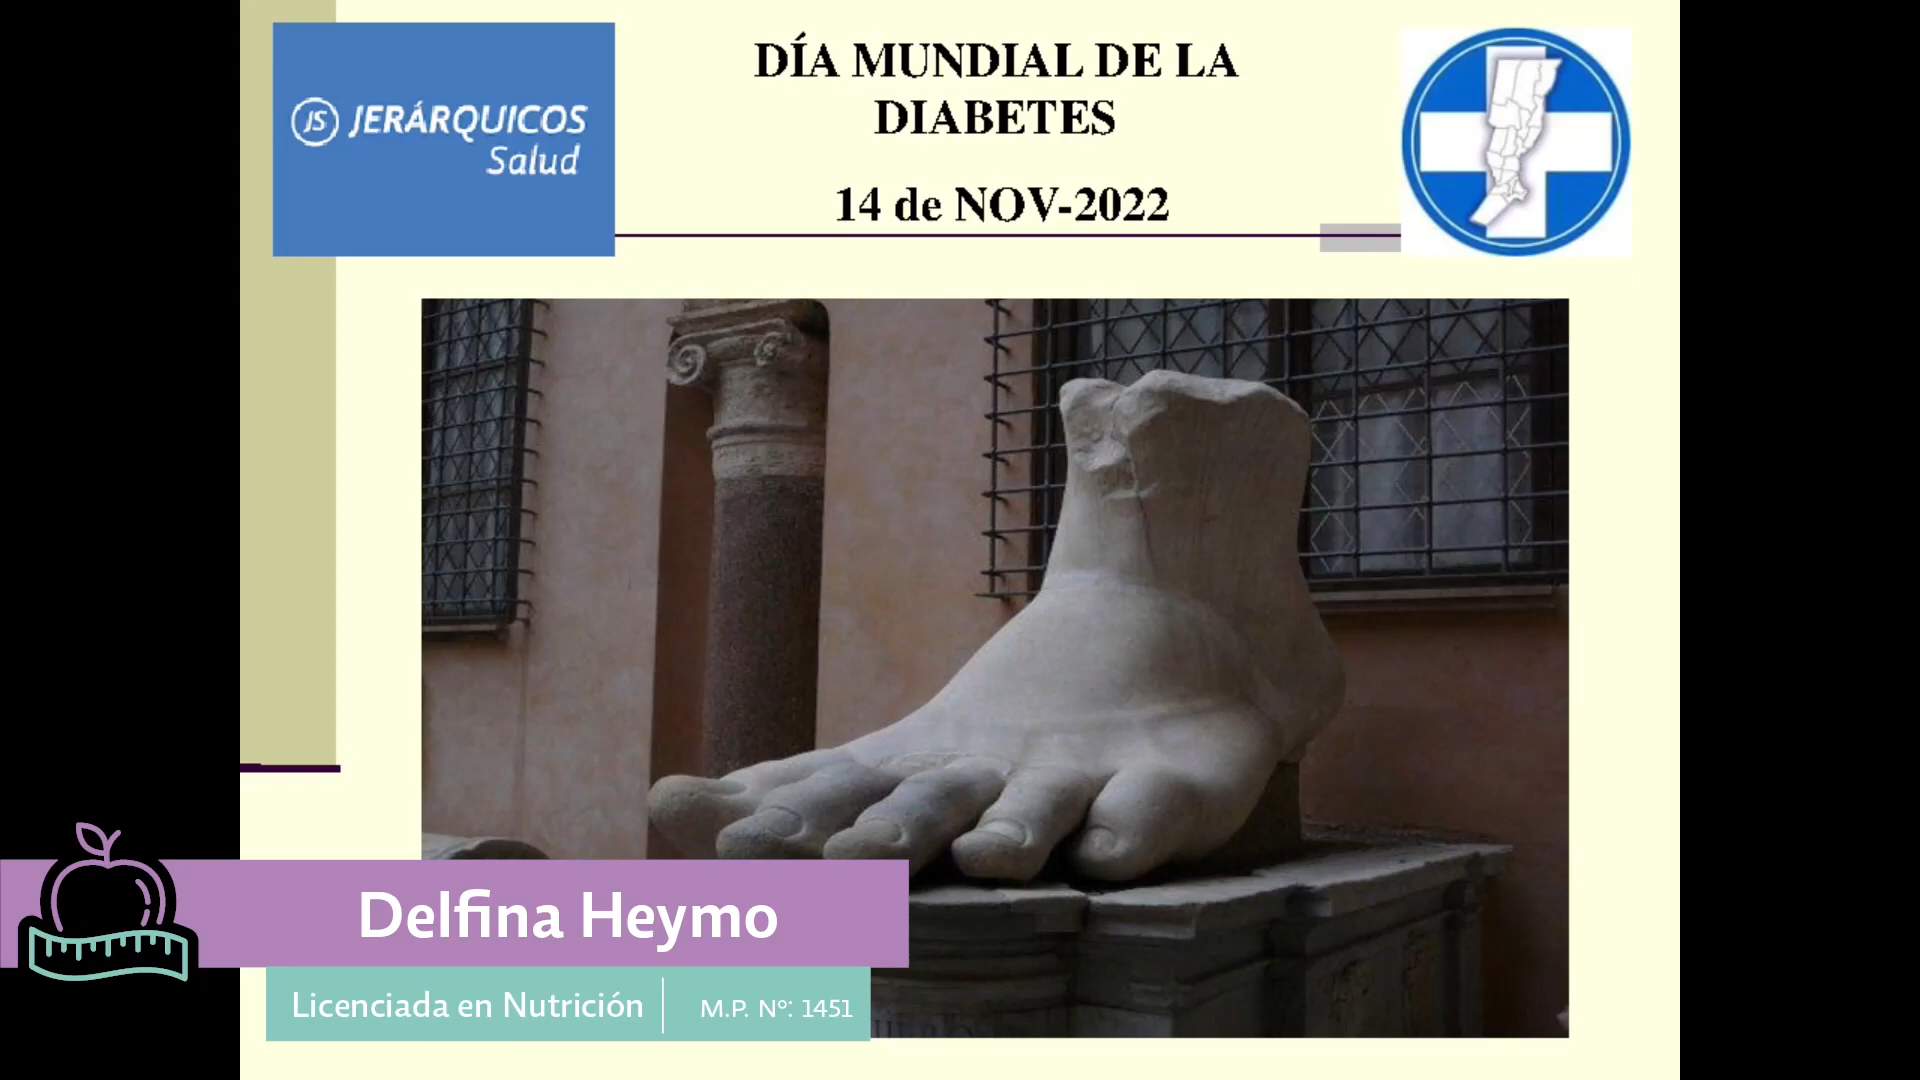 JS JERÁRQUICOS
Salud
DÍA MUNDIAL DE LA
DIABETES
14 de NOV-2022
Delfina Heymo
Licenciada en Nutrición
M.P. Nº: 1451